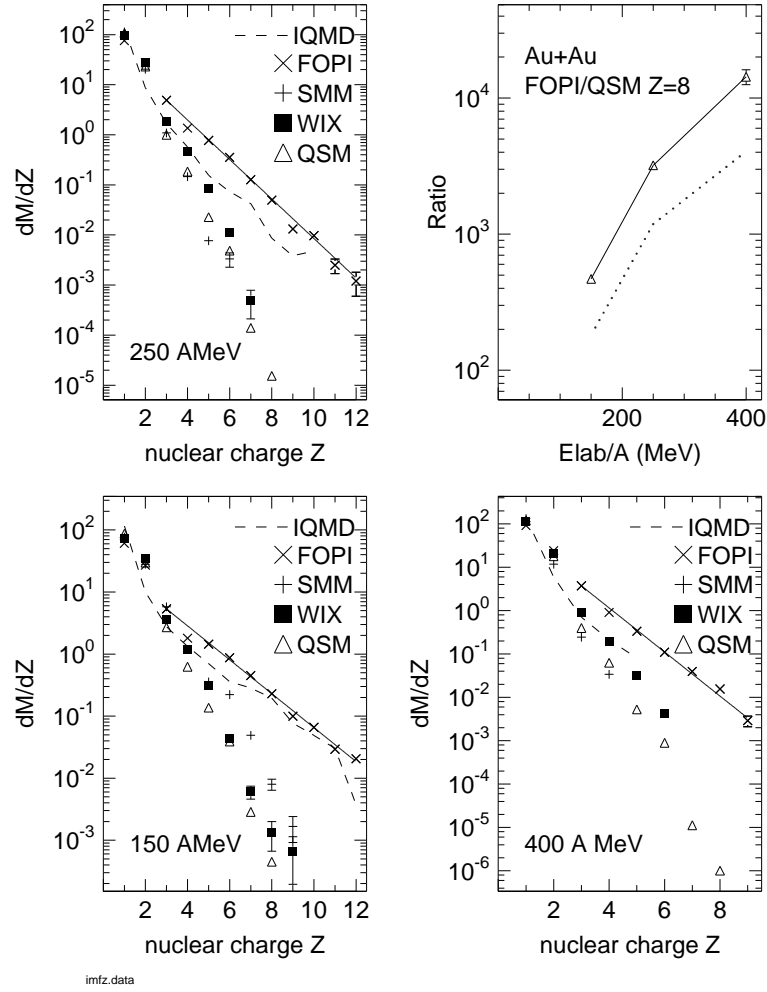 10^2
10^1
10^0
10^-1
10^-2
10^-3
10^-4
10^-5
dM/dZ
IQMD
FOPI
SMM
WIX
QSM
250 AMeV
2 4 6 8 10 12
nuclear charge Z
10^4
10^3
10^2
Ratio
Au+Au
FOPI/QSM Z=8
200 400
Elab/A (MeV)
10^2
10^1
10^0
10^-1
10^-2
10^-3
dM/dZ
IQMD
FOPI
SMM
WIX
QSM
150 AMeV
2 4 6 8 10 12
nuclear charge Z
10^2
10^1
10^0
10^-1
10^-2
10^-3
10^-4
10^-5
10^-6
dM/dZ
IQMD
FOPI
SMM
WIX
QSM
400 A MeV
2 4 6 8
nuclear charge Z
imfz.data